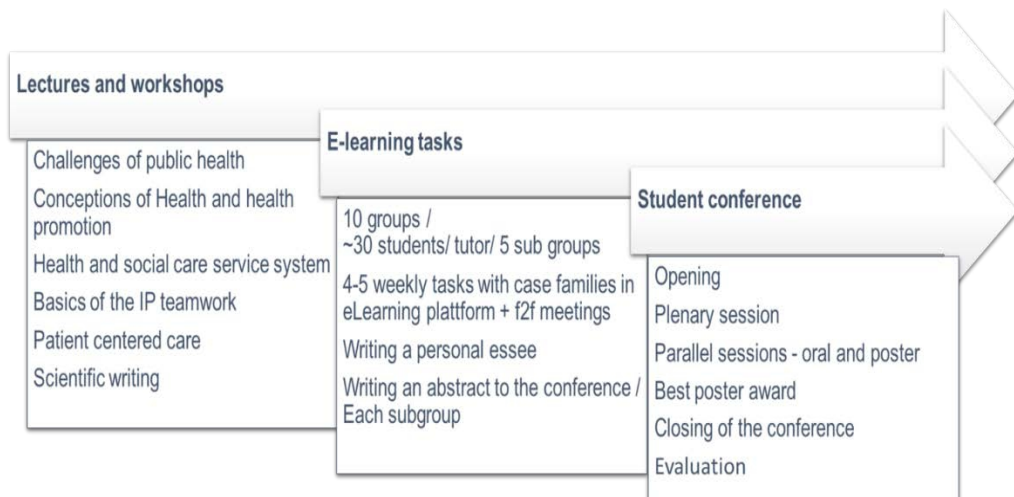 Lectures and workshops
Challenges of public health
Conceptions of Health and health
promotion
Health and social care service system
Basics of the IP teamwork
Patient centered care
Scientific writing
E-learning tasks
10 groups /
~30 students/ tutor/ 5 sub groups
4-5 weekly tasks with case families in
eLearning plattform + f2f meetings
Writing a personal essee
Writing an abstract to the conference /
Each subgroup
Student conference
Opening
Plenary session
Parallel sessions - oral and poster
Best poster award
Closing of the conference
Evaluation